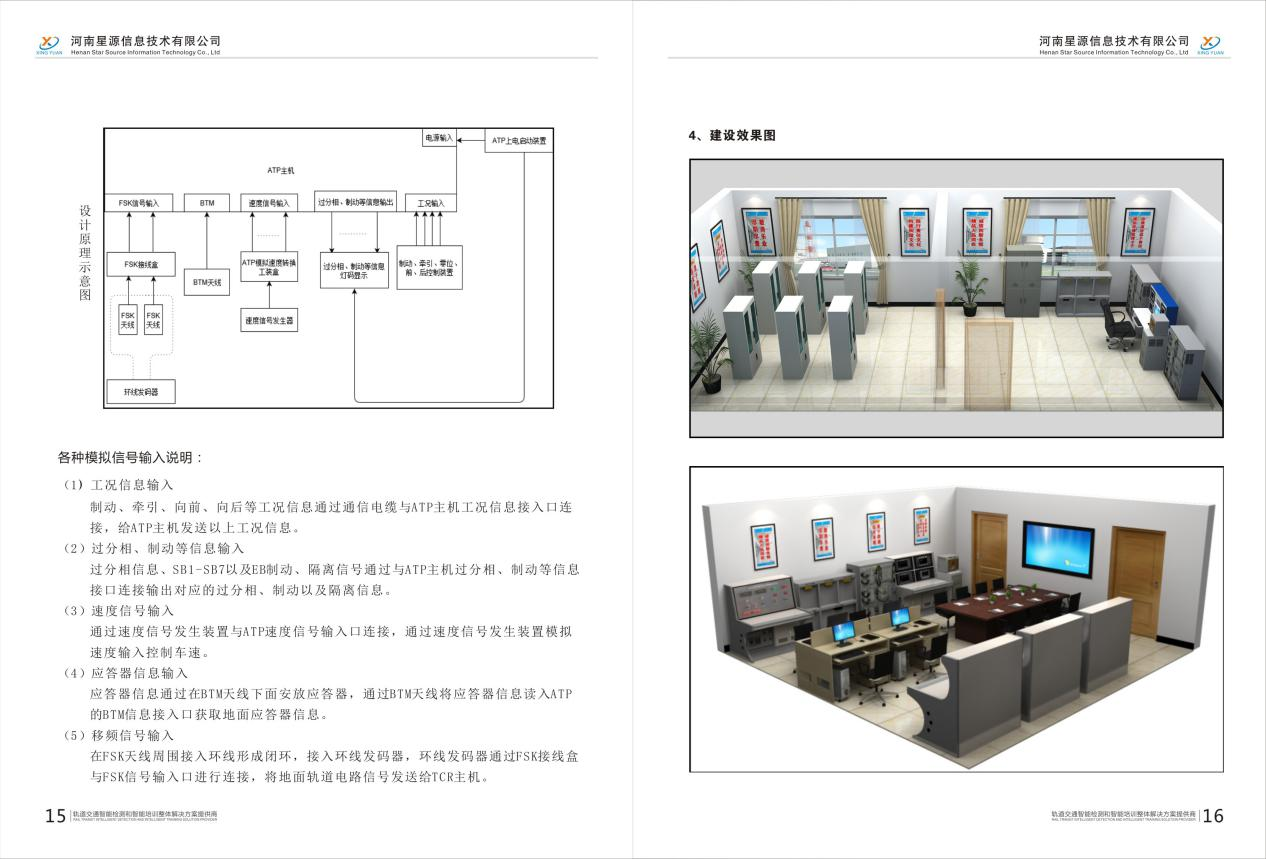 XING YUAN
河南星源信息技术有限公司
Henan Star Source Information Technology Co., Ltd
设计原理示意图
电源输入
ATP上电启动装置
ATP主机
FSK信号输入
BTM
速度信号输入
过分相、制动等信息输出
工况输入
FSK接线盒
BTM天线
ATP模拟速度转换
工装盒
过分相、制动等信息
灯码显示
制动、牵引、零位、
前、后控制装置
FSK
天线
FSK
天线
速度信号发生器
环线发码器
各种模拟信号输入说明：
（1）工况信息输入
制动、牵引、向前、向后等工况信息通过通信电缆与ATP主机工况信息接入口连
接，给ATP主机发送以上工况信息。
（2）过分相、制动等信息输入
过分相信息、SB1-SB7以及EB制动、隔离信号通过与ATP主机过分相、制动等信息
接口连接输出对应的过分相、制动以及隔离信息。
（3）速度信号输入
通过速度信号发生装置与ATP速度信号输入口连接，通过速度信号发生装置模拟
速度输入控制车速。
（4）应答器信息输入
应答器信息通过在BTM天线下面安放应答器，通过BTM天线将应答器信息读入ATP
的BTM信息接入口获取地面应答器信息。
（5）移频信号输入
在FSK天线周围接入环线形成闭环，接入环线发码器，环线发码器通过FSK接线盒
与FSK信号输入口进行连接，将地面轨道电路信号发送给TCR主机。
15
轨道交通智能检测和智能培训整体解决方案提供商
RAIL TRANSIT INTELLIGENT DETECTION AND INTELLIGENT TRAINING SOLUTION PROVIDER
河南星源信息技术有限公司
Henan Star Source Information Technology Co., Ltd
XING YUAN
4、建设效果图
轨道交通智能检测和智能培训整体解决方案提供商
RAIL TRANSIT INTELLIGENT DETECTION AND INTELLIGENT TRAINING SOLUTION PROVIDER
16